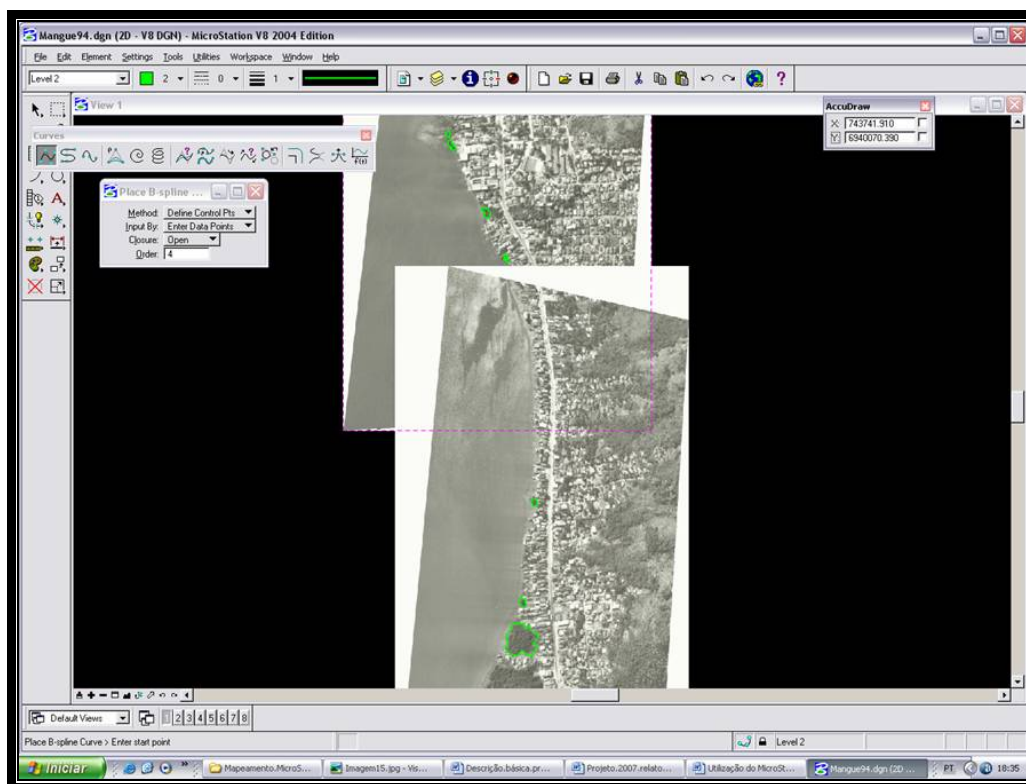 Mangue94.dgn (2D - V8 DGN) - MicroStation V8 2004 Edition
File Edit Element Settings Tools Utilities Workspace Window Help
Level 2 2 0 1
View 1
AccuDraw
X: 743741.910
Y: 6940070.390
Curves
f(t)
Place B-spline ...
Method: Define Control Pts
Input By: Enter Data Points
Closure: Open
Order: 4
Default Views 1 2 3 4 5 6 7 8
Place B-spline Curve > Enter start point Level 2
Iniciar Mapeamento.MicroS... Imagem15.jpg - Vis... Descrição.básica.pr... Projeto.2007.relato... Utilização do MicroSt... Mangue94.dgn (2D ... PT 18:35